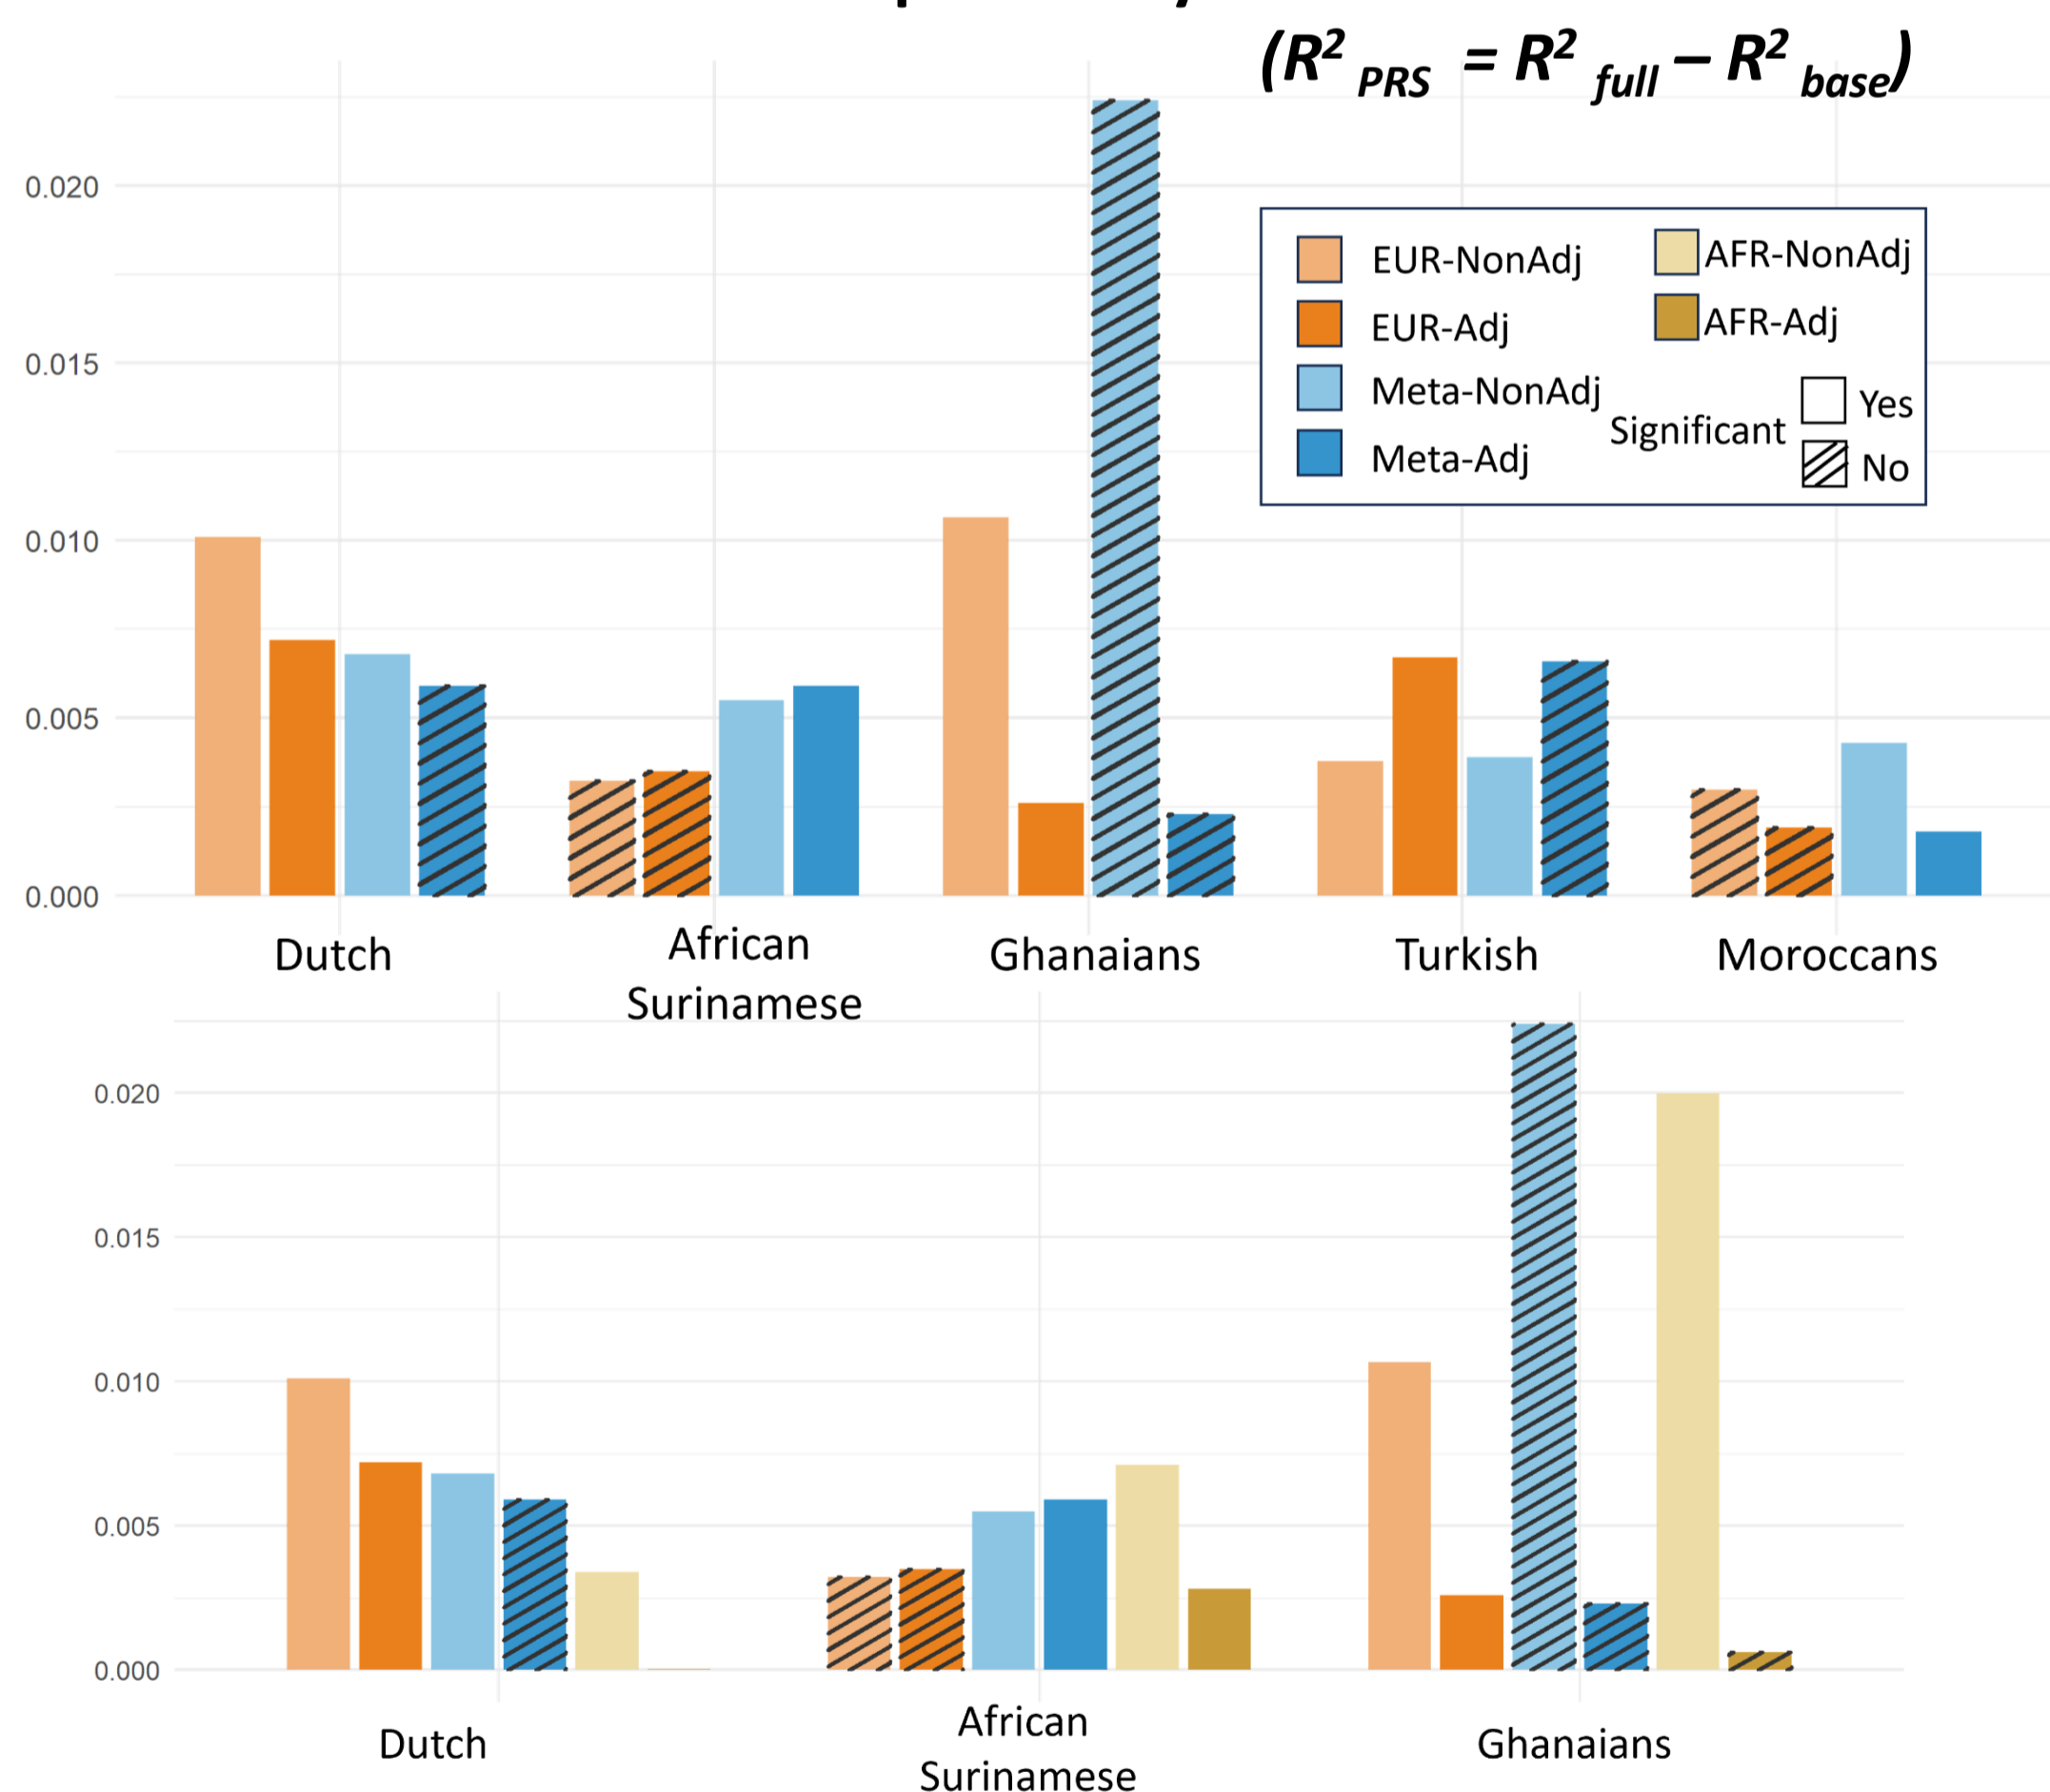 (R² PRS = R² full – R² base)
0.020
0.015
0.010
0.005
0.000
EUR-NonAdj
EUR-Adj
Meta-NonAdj
Meta-Adj
AFR-NonAdj
AFR-Adj
Significant
Yes
No
Dutch
African
Surinamese
Ghanaians
Turkish
Moroccans
0.020
0.015
0.010
0.005
0.000
Dutch
African
Surinamese
Ghanaians